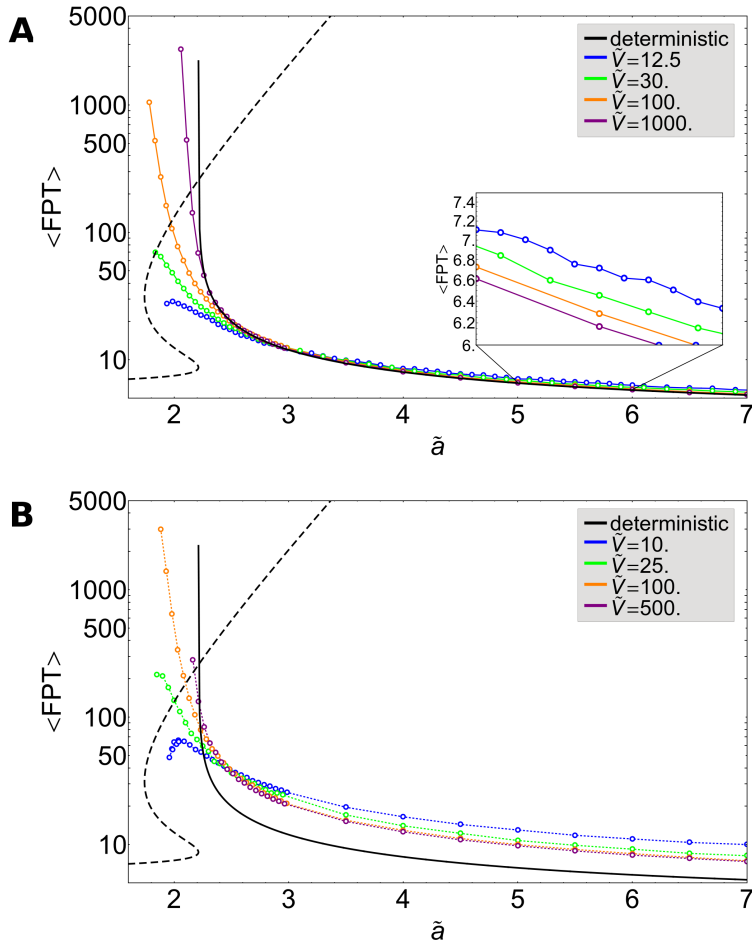 A
5000
1000
500
100
50
10
<FPT>
deterministic
Ṽ=12.5
Ṽ=30.
Ṽ=100.
Ṽ=1000.
7.4
7.2
7.
6.8
6.6
6.4
6.2
6.
<FPT>
2 3 4 5 6 7
ã
B
5000
1000
500
100
50
10
<FPT>
deterministic
Ṽ=10.
Ṽ=25.
Ṽ=100.
Ṽ=500.
2 3 4 5 6 7
ã